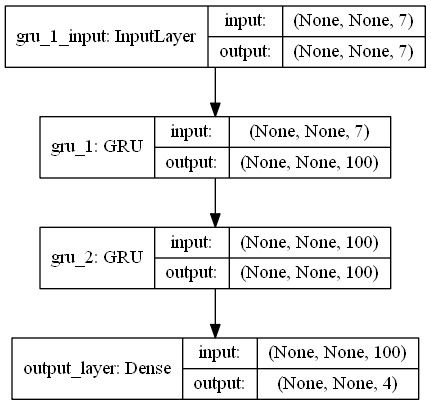 gru_1_input: InputLayer
input: (None, None, 7)
output: (None, None, 7)
gru_1: GRU
input: (None, None, 7)
output: (None, None, 100)
gru_2: GRU
input: (None, None, 100)
output: (None, None, 100)
output_layer: Dense
input: (None, None, 100)
output: (None, None, 4)